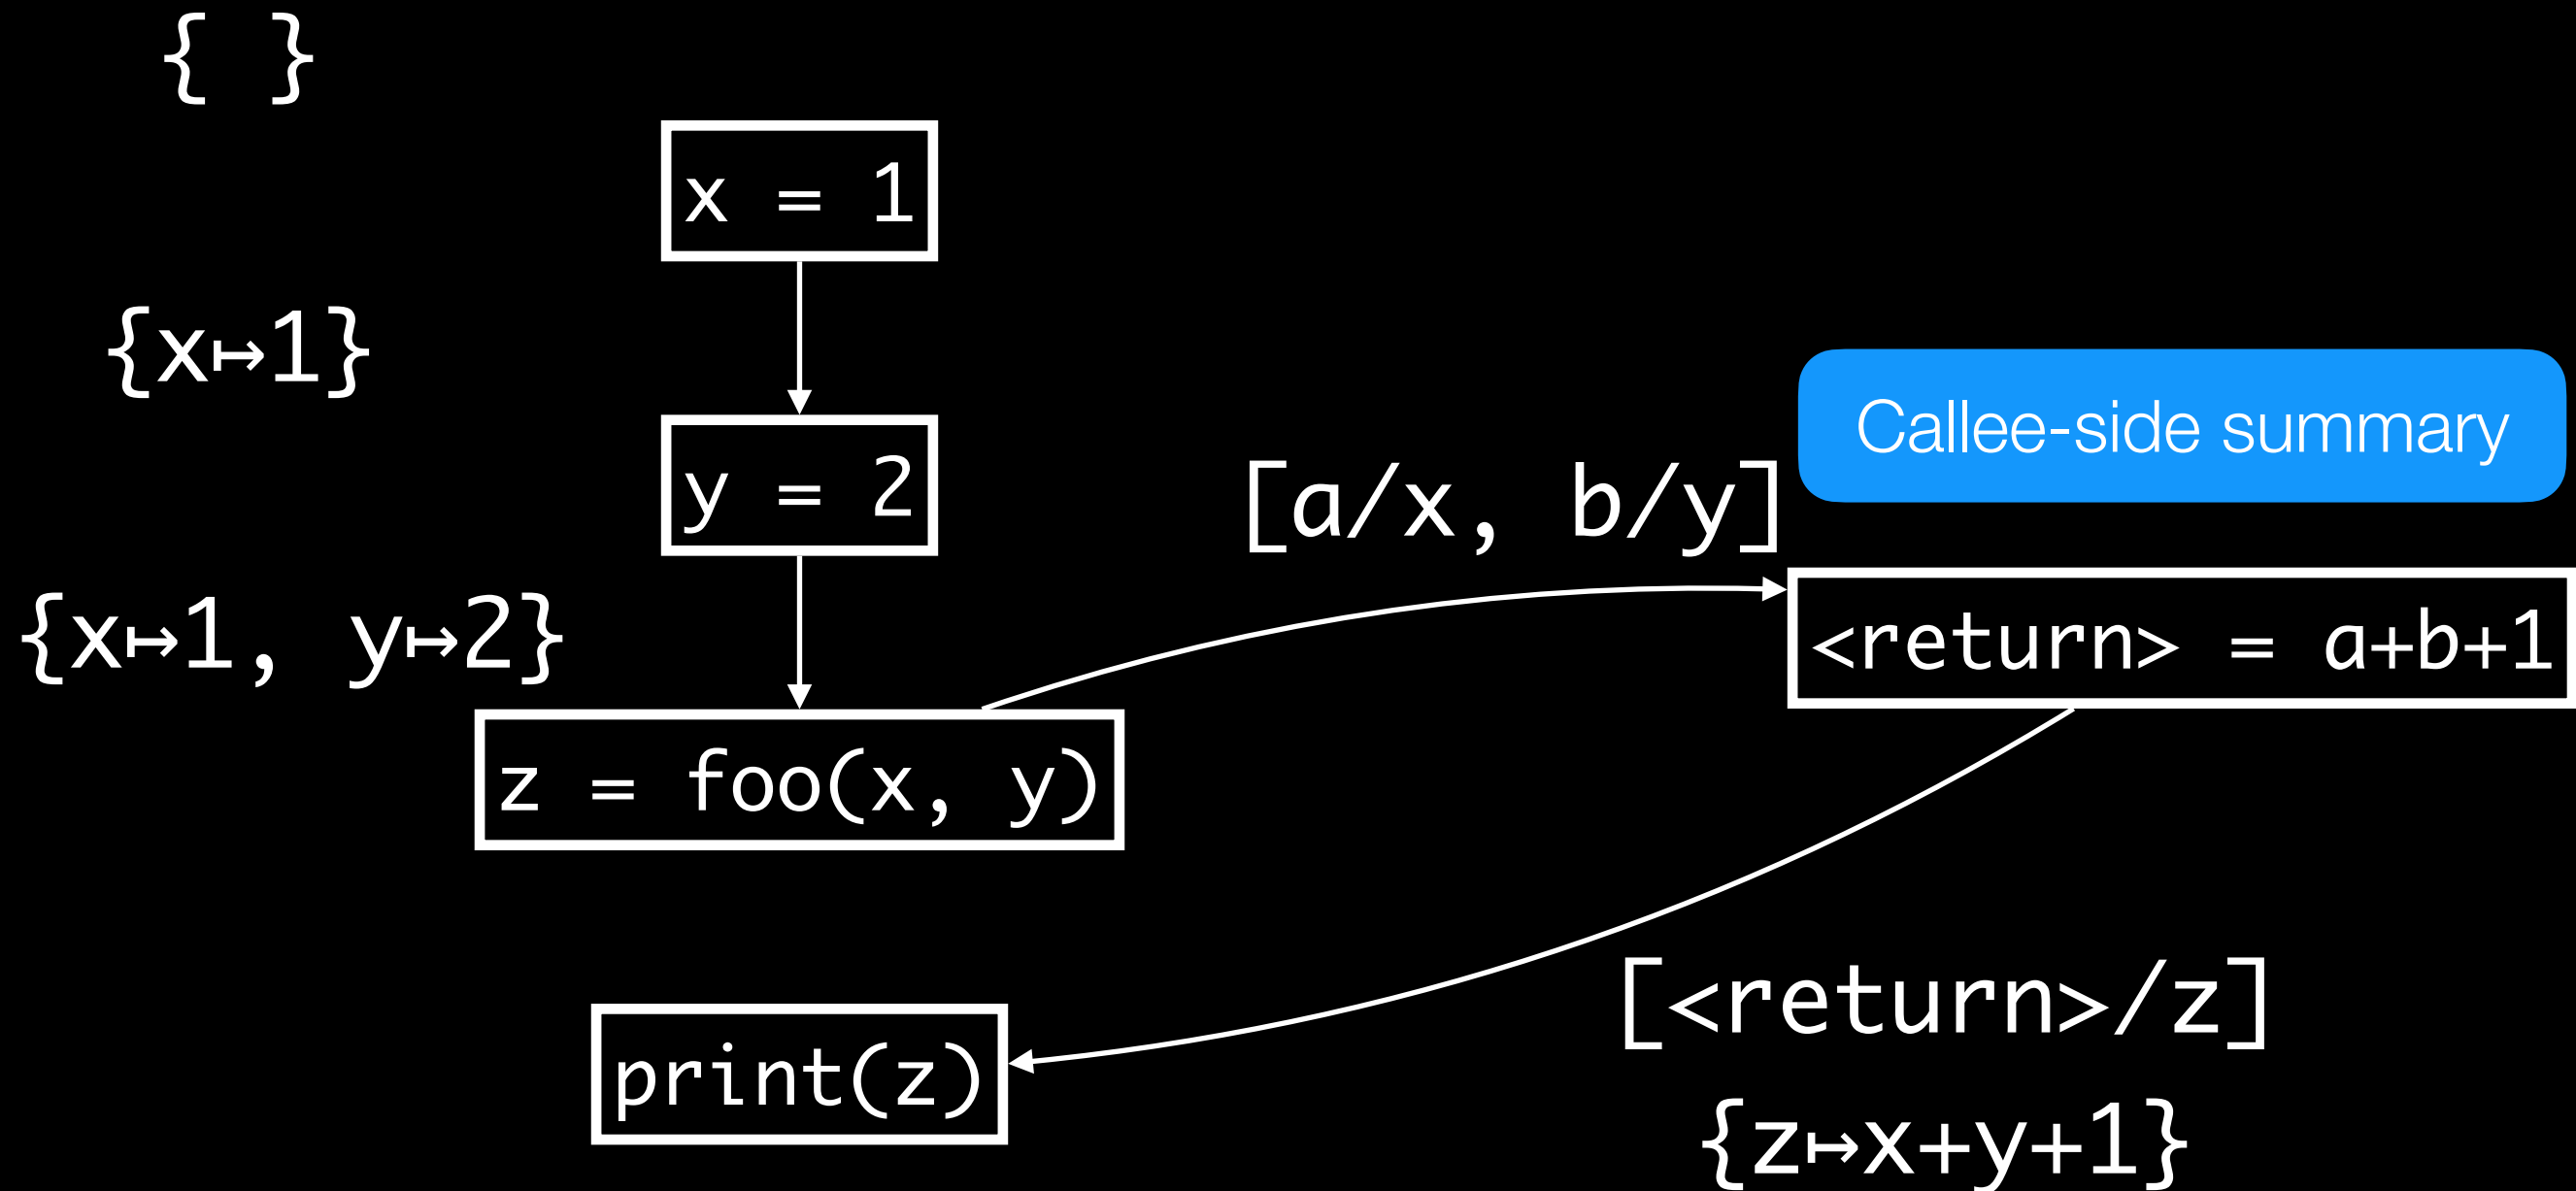 { }
x = 1
{x↦1}
Callee-side summary
y = 2
[a/x, b/y]
{x↦1, y↦2}
<return> = a+b+1
z = foo(x, y)
[<return>/z]
print(z)
{z↦x+y+1}